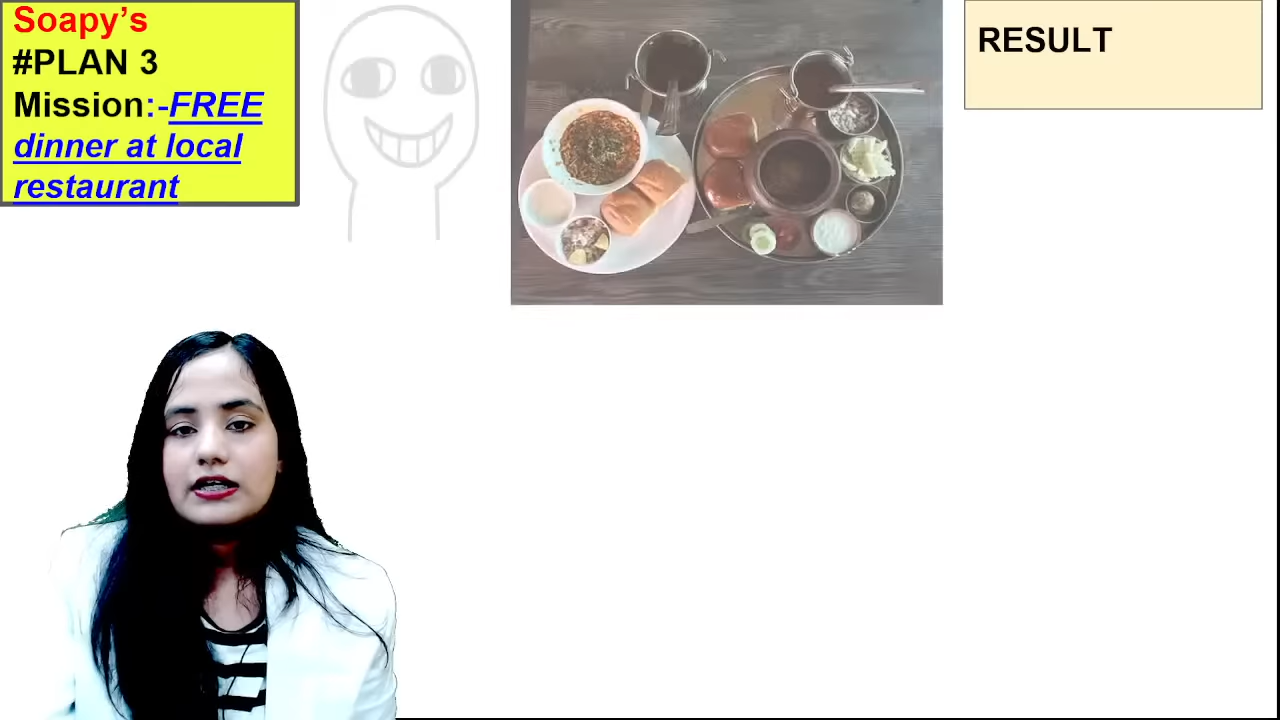 Soapy’s
#PLAN 3
Mission:-FREE
dinner at local
restaurant
RESULT